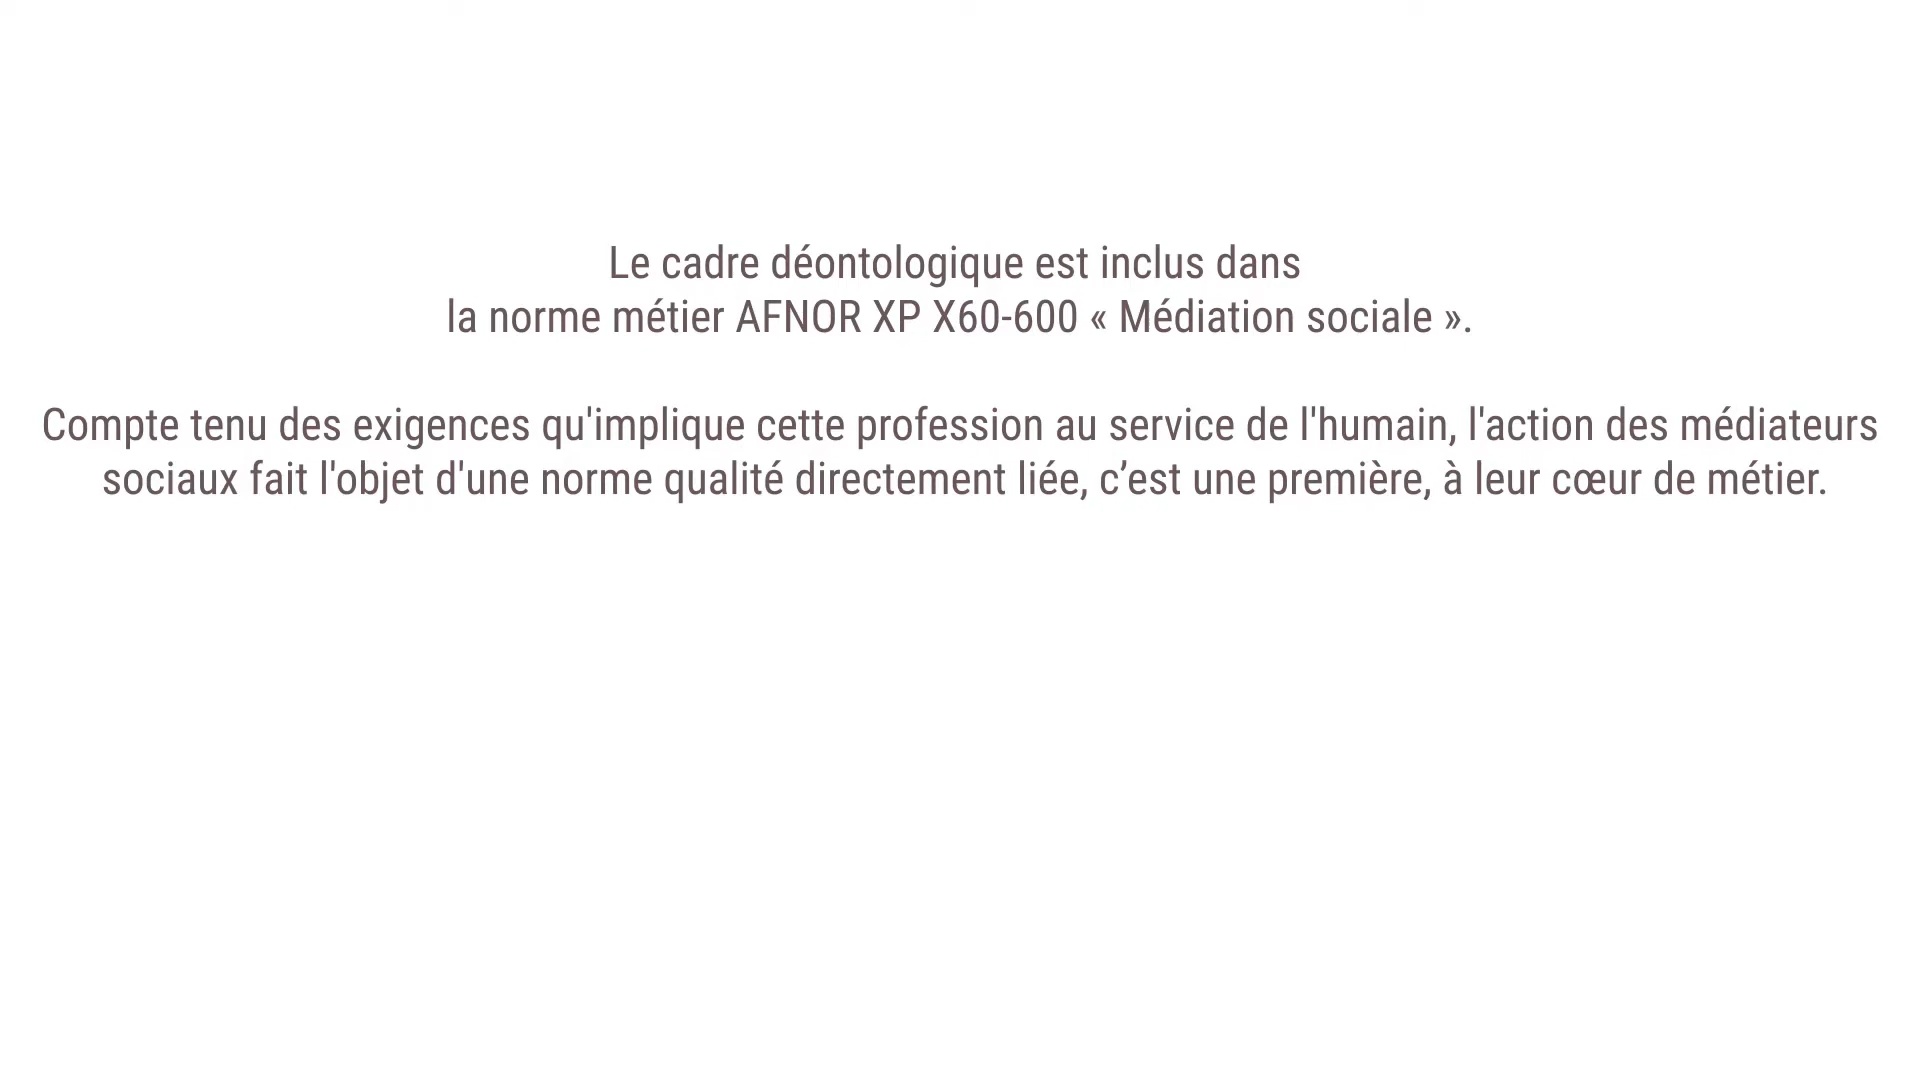 Le cadre déontologique est inclus dans
la norme métier AFNOR XP X60-600 « Médiation sociale ».
Compte tenu des exigences qu'implique cette profession au service de l'humain, l'action des médiateurs
sociaux fait l'objet d'une norme qualité directement liée, c’est une première, à leur cœur de métier.